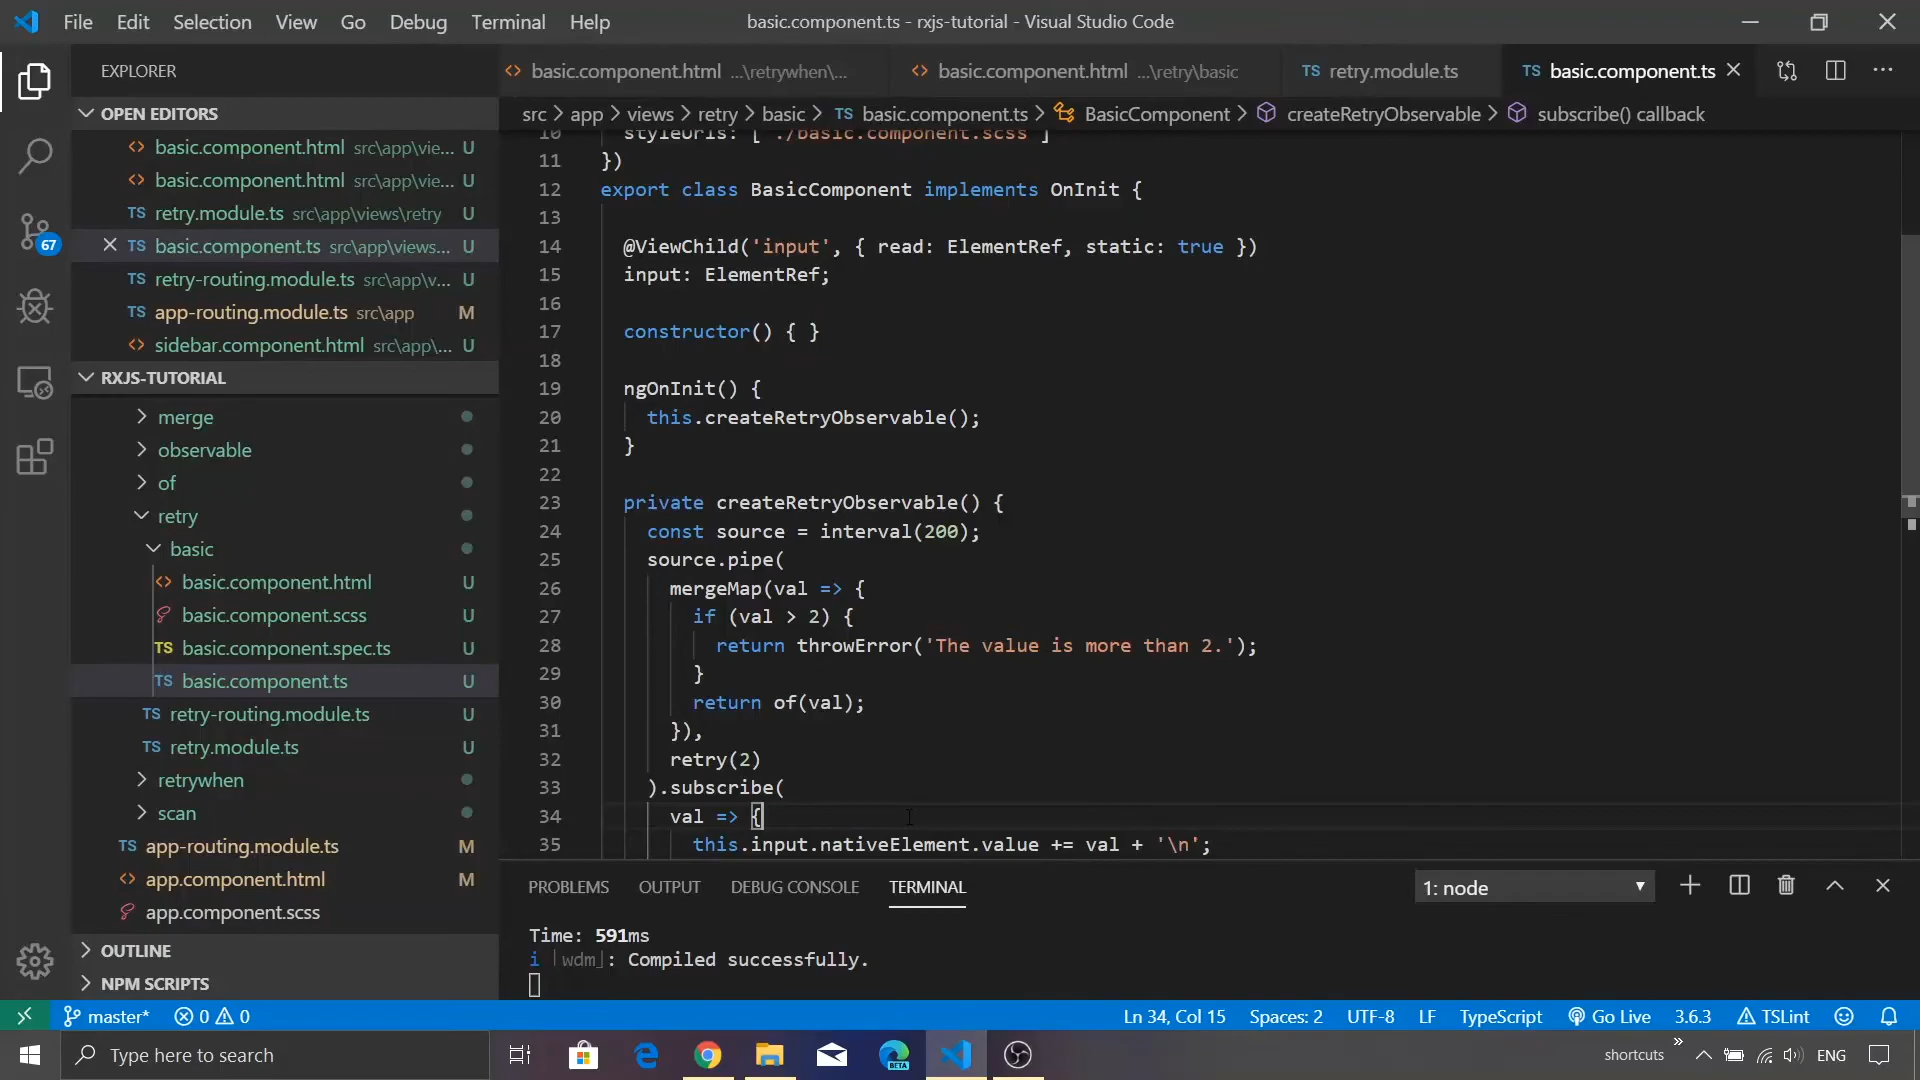 File Edit Selection View Go Debug Terminal Help basic.component.ts - rxjs-tutorial - Visual Studio Code
EXPLORER
basic.component.html ...\retrywhen\... basic.component.html ...\retry\basic TS retry.module.ts TS basic.component.ts
OPEN EDITORS
src > app > views > retry > basic > TS basic.component.ts > BasicComponent > createRetryObservable > subscribe() callback
basic.component.html src\app\vie... U
basic.component.html src\app\vie... U
TS retry.module.ts src\app\views\retry U
TS basic.component.ts src\app\views... U
TS retry-routing.module.ts src\app\v... U
TS app-routing.module.ts src\app M
sidebar.component.html src\app\... U
RXJS-TUTORIAL
merge
observable
of
retry
basic
basic.component.html U
basic.component.scss U
TS basic.component.spec.ts U
TS basic.component.ts U
TS retry-routing.module.ts U
TS retry.module.ts U
retrywhen
scan
TS app-routing.module.ts M
app.component.html M
app.component.scss
OUTLINE
NPM SCRIPTS
67
10 styleUrls: [ './basic.component.scss' ]
11 })
12 export class BasicComponent implements OnInit {
13
14 @ViewChild('input', { read: ElementRef, static: true })
15 input: ElementRef;
16
17 constructor() { }
18
19 ngOnInit() {
20 this.createRetryObservable();
21 }
22
23 private createRetryObservable() {
24 const source = interval(200);
25 source.pipe(
26 mergeMap(val => {
27 if (val > 2) {
28 return throwError('The value is more than 2.');
29 }
30 return of(val);
31 }),
32 retry(2)
33 ).subscribe(
34 val => {
35 this.input.nativeElement.value += val + '\n';
PROBLEMS OUTPUT DEBUG CONSOLE TERMINAL 1: node
Time: 591ms
i ｢wdm｣: Compiled successfully.
master* 0 0 Ln 34, Col 15 Spaces: 2 UTF-8 LF TypeScript Go Live 3.6.3 TSLint
Type here to search BETA shortcuts » ENG